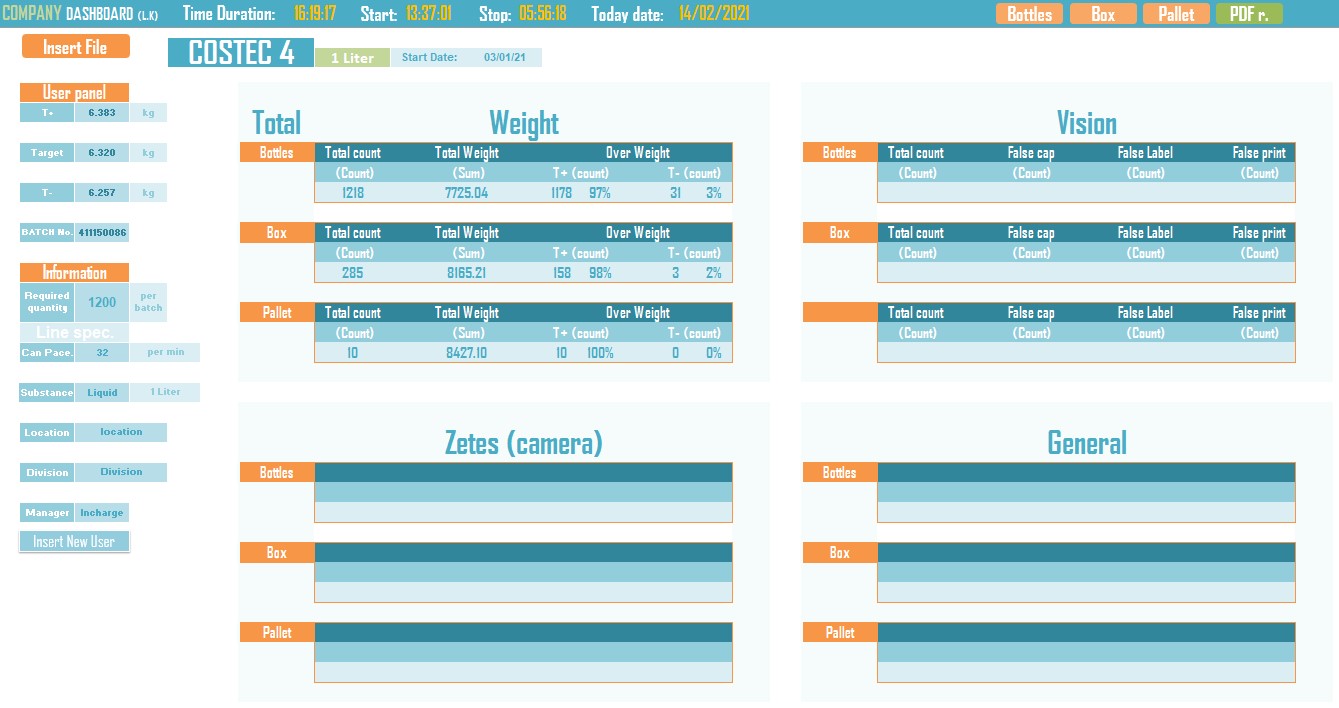 COMPANY DASHBOARD (L.K) Time Duration: 16:19:17 Start: 13:37:01 Stop: 05:56:18 Today date: 14/02/2021 Bottles Box Pallet PDF r.
Insert File COSTEC 4 1 Liter Start Date: 03/01/21
User panel
T+ 6.383 kg
Target 6.320 kg
T- 6.257 kg
BATCH No. 411150086
Information
Required quantity 1200 per batch
Line spec.
Can Pace. 32 per min
Substance Liquid 1 Liter
Location location
Division Division
Manager Incharge
Insert New User
Total Weight
Bottles Total count Total Weight Over Weight
(Count) (Sum) T+ (count) T- (count)
1218 7725.04 1178 97% 31 3%
Box Total count Total Weight Over Weight
(Count) (Sum) T+ (count) T- (count)
285 8165.21 158 98% 3 2%
Pallet Total count Total Weight Over Weight
(Count) (Sum) T+ (count) T- (count)
10 8427.10 10 100% 0 0%
Vision
Bottles Total count False cap False Label False print
(Count) (Count) (Count) (Count)
Box Total count False cap False Label False print
(Count) (Count) (Count) (Count)
Total count False cap False Label False print
(Count) (Count) (Count) (Count)
Zetes (camera)
Bottles
Box
Pallet
General
Bottles
Box
Pallet